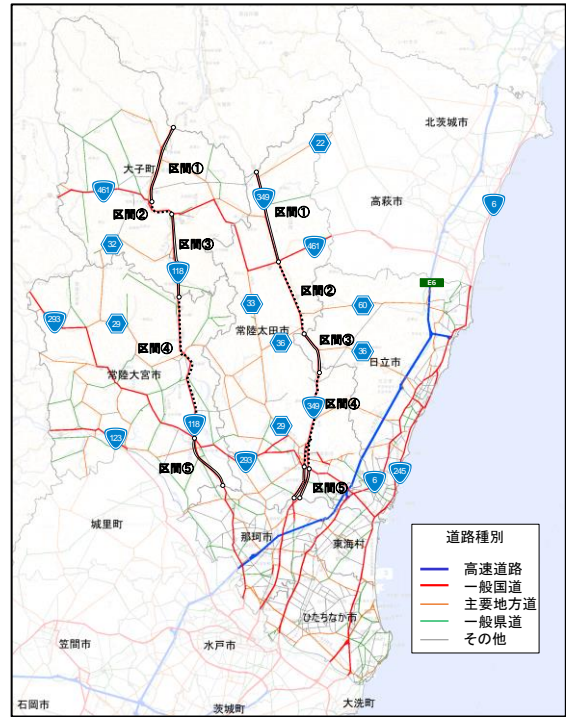 北茨城市
22
大子町
区間①
461
349
区間①
高萩市
6
区間②
32
区間③
461
118
E6
区間②
293
29
33
60
常陸太田市
36
区間③
36
日立市
区間④
常陸大宮市
349
区間④
118
29
123
293
区間⑤
6
245
区間⑤
城里町
那珂市
東海村
道路種別
高速道路
一般国道
主要地方道
一般県道
その他
ひたちなか市
笠間市
水戸市
石岡市
茨城町
大洗町